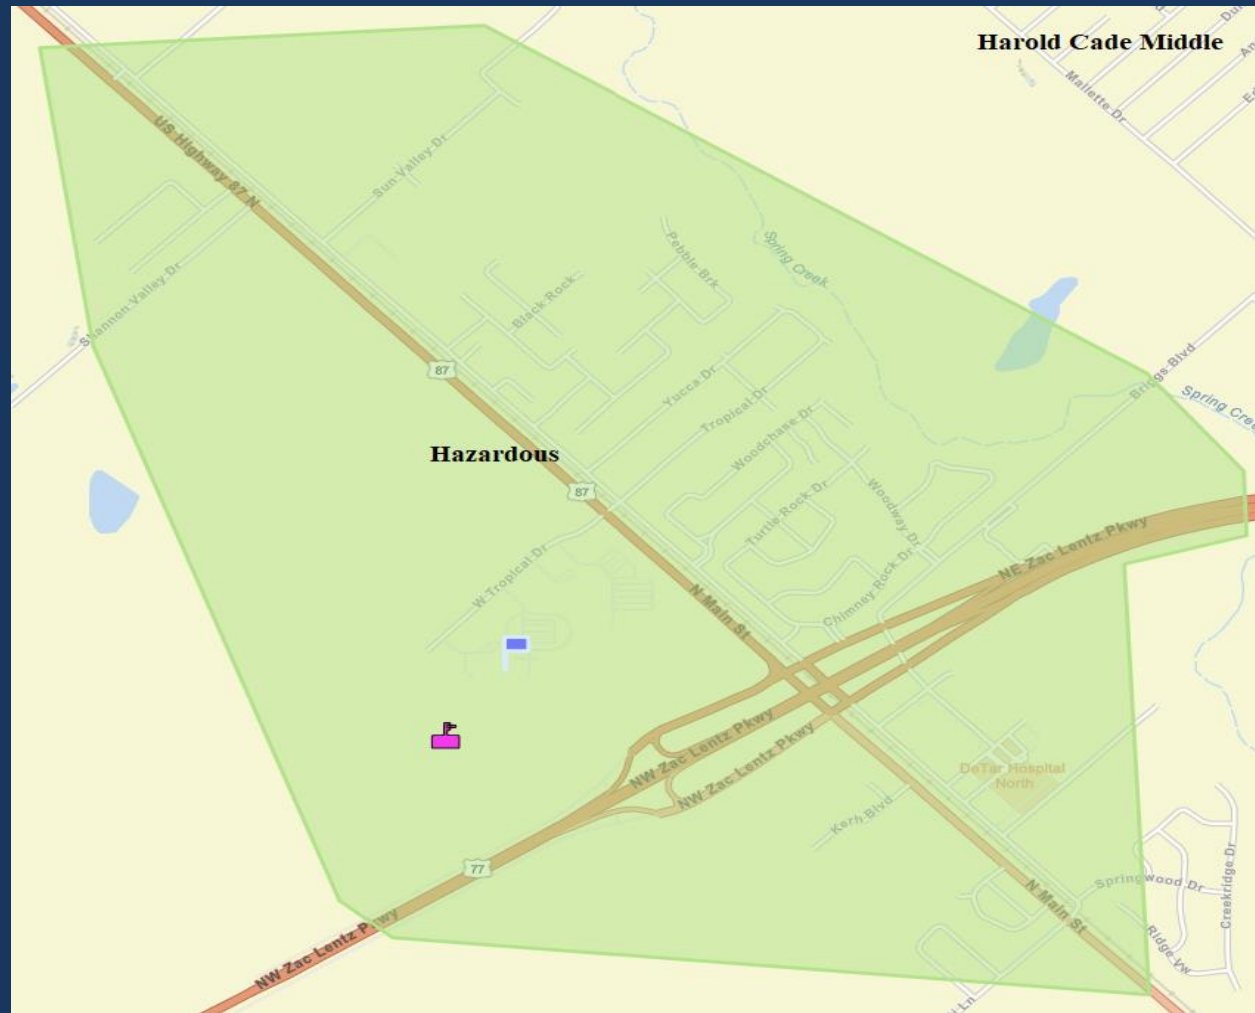 Harold Cade Middle
Mallette Dr
US Highway 87 N
Sun Valley Dr
Shannon Valley Dr
Pebble Brk
Spring Creek
Black Rock
87
Yucca Dr
Tropical Dr
Briggs Blvd
Woodchase Dr
Hazardous
87
Turtle Rock Dr
Woodway Dr
W Tropical Dr
NE Zac Lentz Pkwy
N Main St
Chimney Rock Dr
NW Zac Lentz Pkwy
NW Zac Lentz Pkwy
DeTar Hospital
North
Kerh Blvd
77
Springwood Dr
Creekridge Dr
N Main St
NW Zac Lentz Pkwy
Ridge Vw
Ln